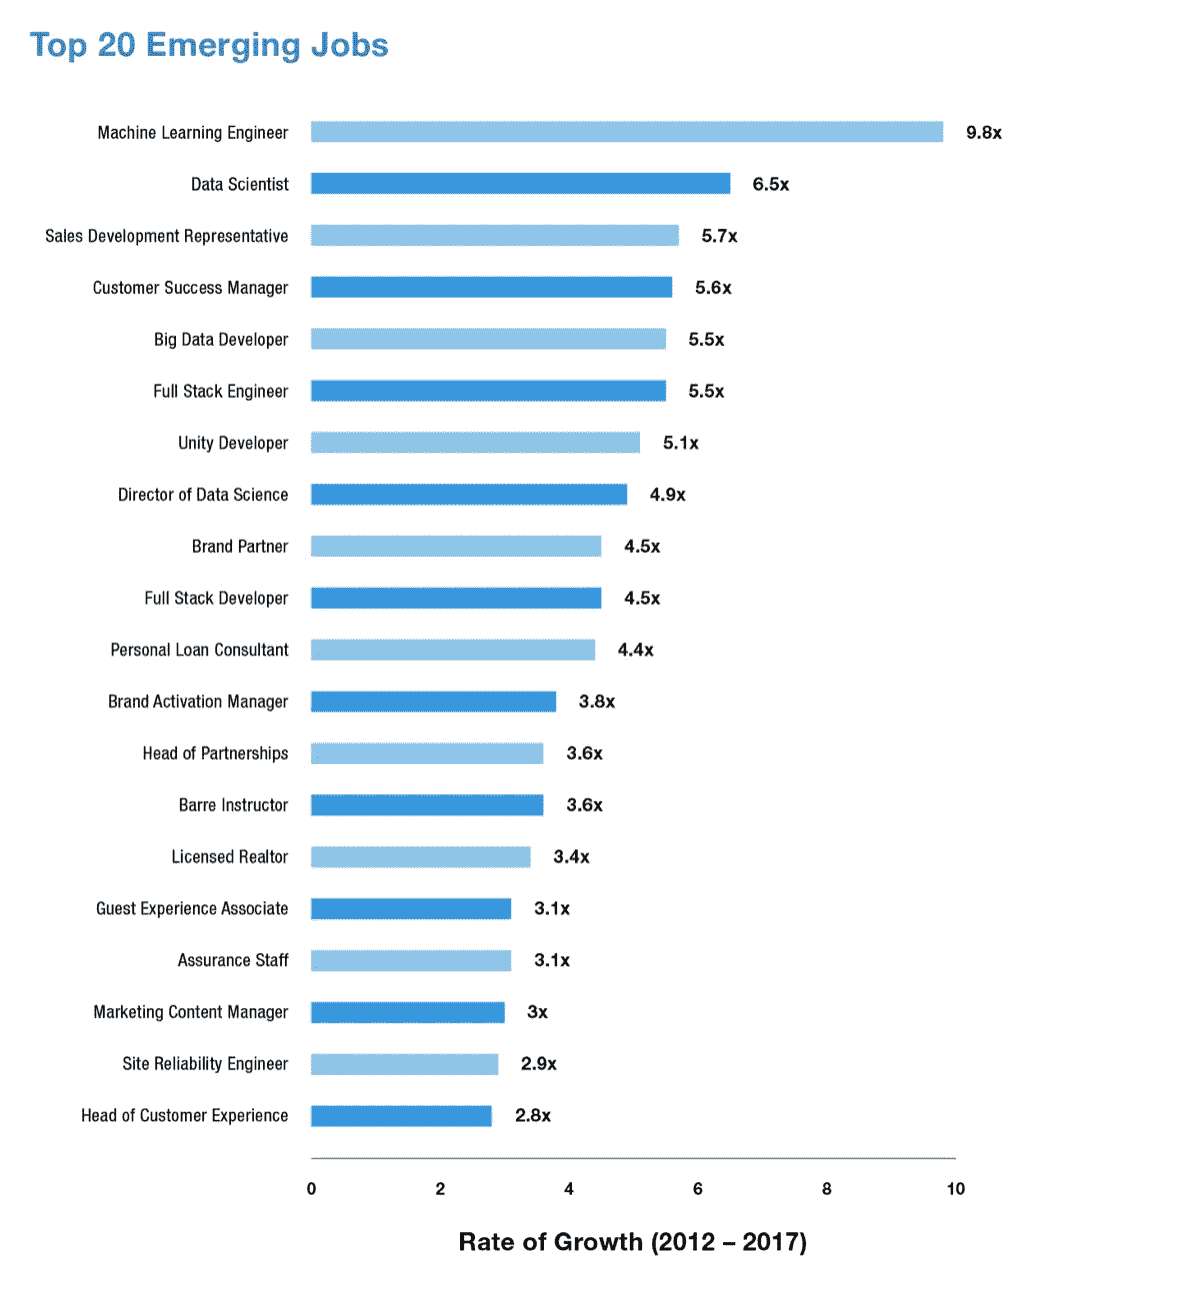 Top 20 Emerging Jobs
Machine Learning Engineer 9.8x
Data Scientist 6.5x
Sales Development Representative 5.7x
Customer Success Manager 5.6x
Big Data Developer 5.5x
Full Stack Engineer 5.5x
Unity Developer 5.1x
Director of Data Science 4.9x
Brand Partner 4.5x
Full Stack Developer 4.5x
Personal Loan Consultant 4.4x
Brand Activation Manager 3.8x
Head of Partnerships 3.6x
Barre Instructor 3.6x
Licensed Realtor 3.4x
Guest Experience Associate 3.1x
Assurance Staff 3.1x
Marketing Content Manager 3x
Site Reliability Engineer 2.9x
Head of Customer Experience 2.8x
0 2 4 6 8 10
Rate of Growth (2012 – 2017)